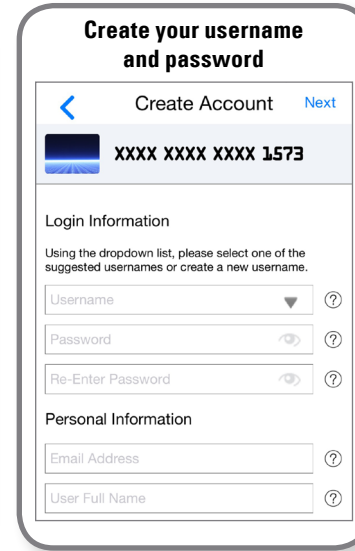 Create your username
and password
Create Account Next
XXXX XXXX XXXX 1573
Login Information
Using the dropdown list, please select one of the
suggested usernames or create a new username.
Username
?
Password
?
Re-Enter Password
?
Personal Information
Email Address
?
User Full Name
?